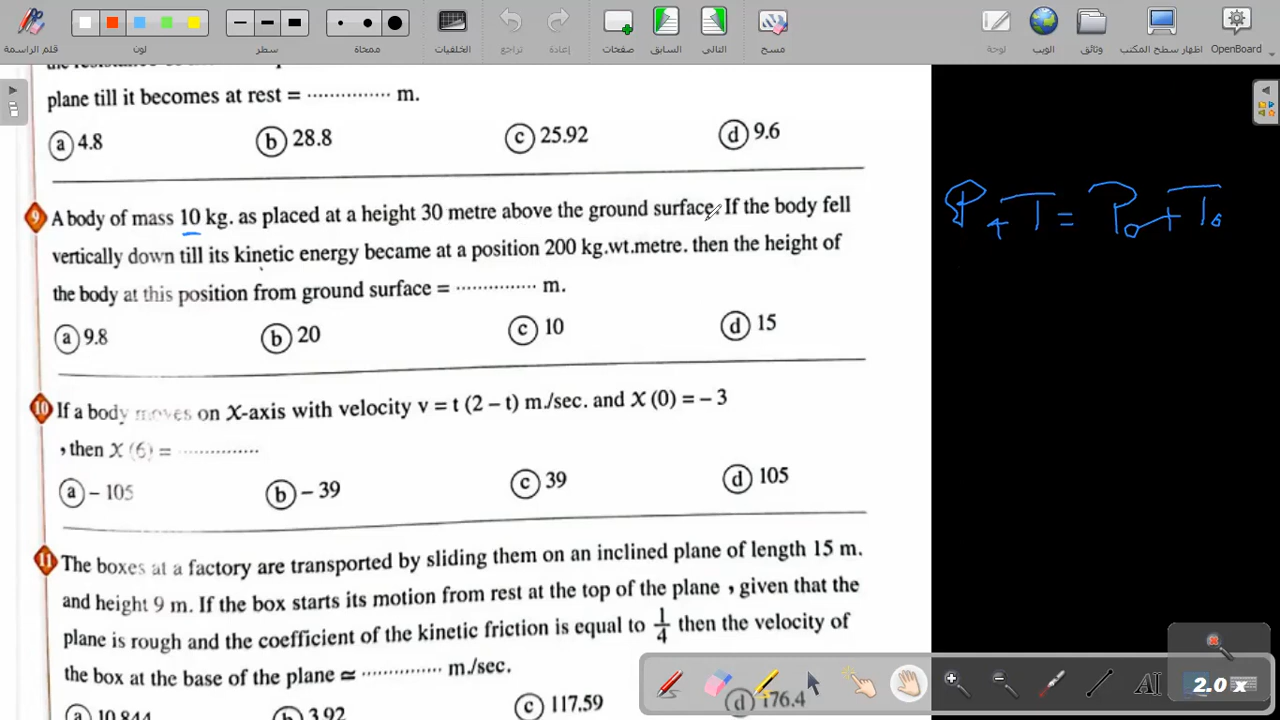 قلم الراسمة
لون
سطر
ممحاة
الخلفيات
تراجع
إعادة
صفحات
السابق
التالي
مسح
لوحة
الويب
وثائق
اظهار سطح المكتب
OpenBoard
plane till it becomes at rest = ............... m.
a 4.8 b 28.8 c 25.92 d 9.6
9 A body of mass 10 kg. as placed at a height 30 metre above the ground surface. If the body fell
vertically down till its kinetic energy became at a position 200 kg.wt.metre. then the height of
the body at this position from ground surface = ............... m.
a 9.8 b 20 c 10 d 15
P + T = P₀ + T₀
10 If a body moves on X-axis with velocity v = t (2 – t) m./sec. and X (0) = – 3
, then X (6) = ...............
a – 105 b – 39 c 39 d 105
11 The boxes at a factory are transported by sliding them on an inclined plane of length 15 m.
and height 9 m. If the box starts its motion from rest at the top of the plane , given that the
plane is rough and the coefficient of the kinetic friction is equal to 1/4 then the velocity of
the box at the base of the plane ≃ ............... m./sec.
a 10.844 b 3.92 c 117.59 d 176.4
2.0 x